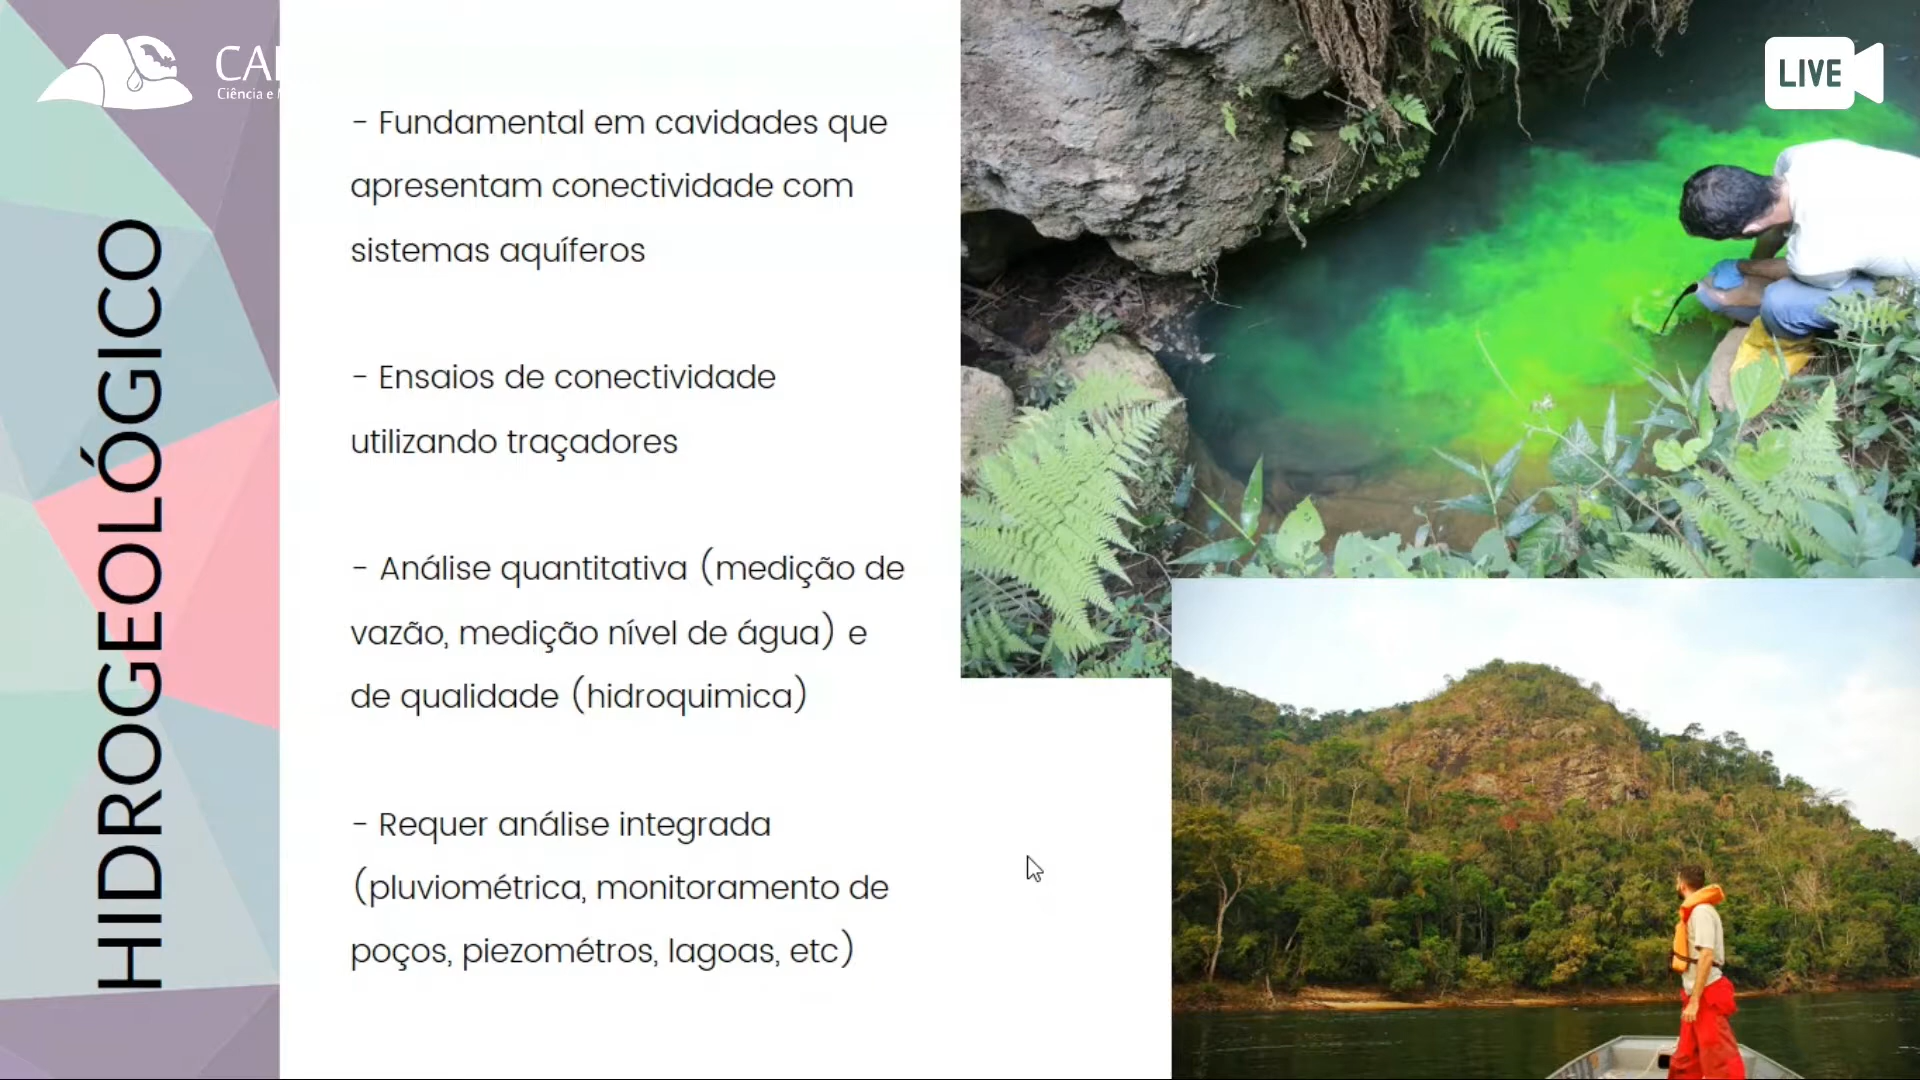 LIVE
HIDROGEOLÓGICO
- Fundamental em cavidades que
apresentam conectividade com
sistemas aquíferos
- Ensaios de conectividade
utilizando traçadores
- Análise quantitativa (medição de
vazão, medição nível de água) e
de qualidade (hidroquimica)
- Requer análise integrada
(pluviométrica, monitoramento de
poços, piezométros, lagoas, etc)
Ciência e